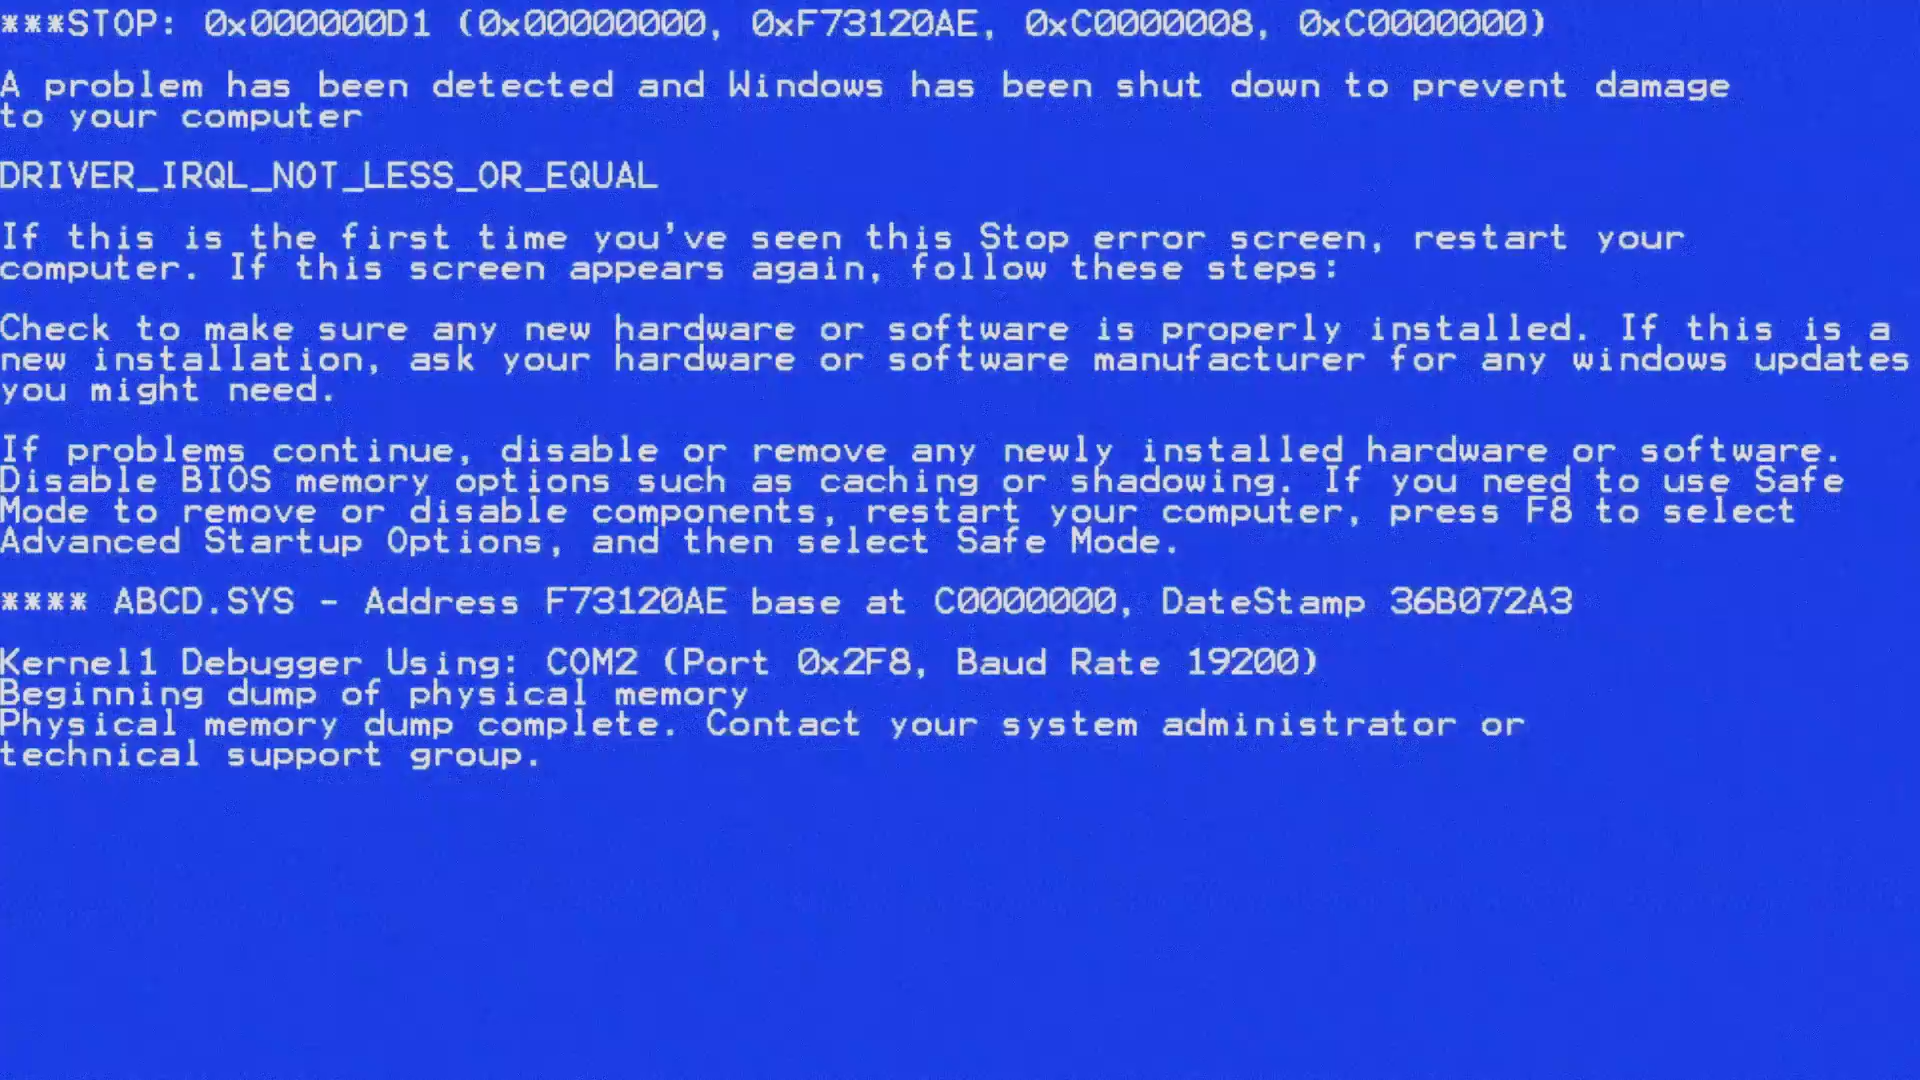 ***STOP: 0x000000D1 (0x00000000, 0xF73120AE, 0xC0000008, 0xC0000000)
A problem has been detected and Windows has been shut down to prevent damage
to your computer
DRIVER_IRQL_NOT_LESS_OR_EQUAL
If this is the first time you've seen this Stop error screen, restart your
computer. If this screen appears again, follow these steps:
Check to make sure any new hardware or software is properly installed. If this is a
new installation, ask your hardware or software manufacturer for any windows updates
you might need.
If problems continue, disable or remove any newly installed hardware or software.
Disable BIOS memory options such as caching or shadowing. If you need to use Safe
Mode to remove or disable components, restart your computer, press F8 to select
Advanced Startup Options, and then select Safe Mode.
**** ABCD.SYS - Address F73120AE base at C0000000, DateStamp 36B072A3
Kernel1 Debugger Using: COM2 (Port 0x2F8, Baud Rate 19200)
Beginning dump of physical memory
Physical memory dump complete. Contact your system administrator or
technical support group.